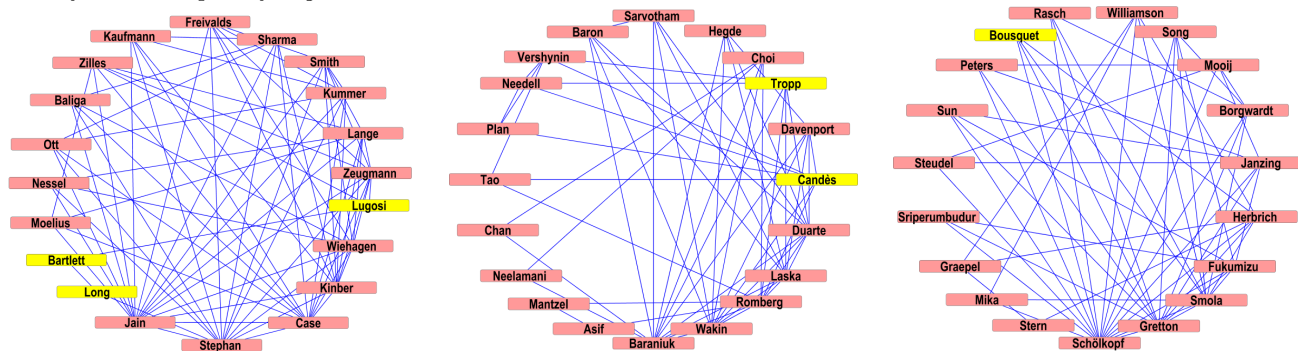 Freivalds
Kaufmann
Sharma
Zilles
Smith
Baliga
Kummer
Ott
Lange
Nessel
Zeugmann
Lugosi
Moelius
Wiehagen
Bartlett
Long
Kinber
Jain
Case
Stephan
Sarvotham
Baron
Hegde
Vershynin
Choi
Needell
Tropp
Plan
Davenport
Tao
Candès
Chan
Duarte
Neelamani
Laska
Mantzel
Romberg
Asif
Wakin
Baraniuk
Rasch
Williamson
Bousquet
Song
Peters
Mooij
Sun
Borgwardt
Steudel
Janzing
Sriperumbudur
Herbrich
Graepel
Fukumizu
Mika
Smola
Stern
Gretton
Schölkopf